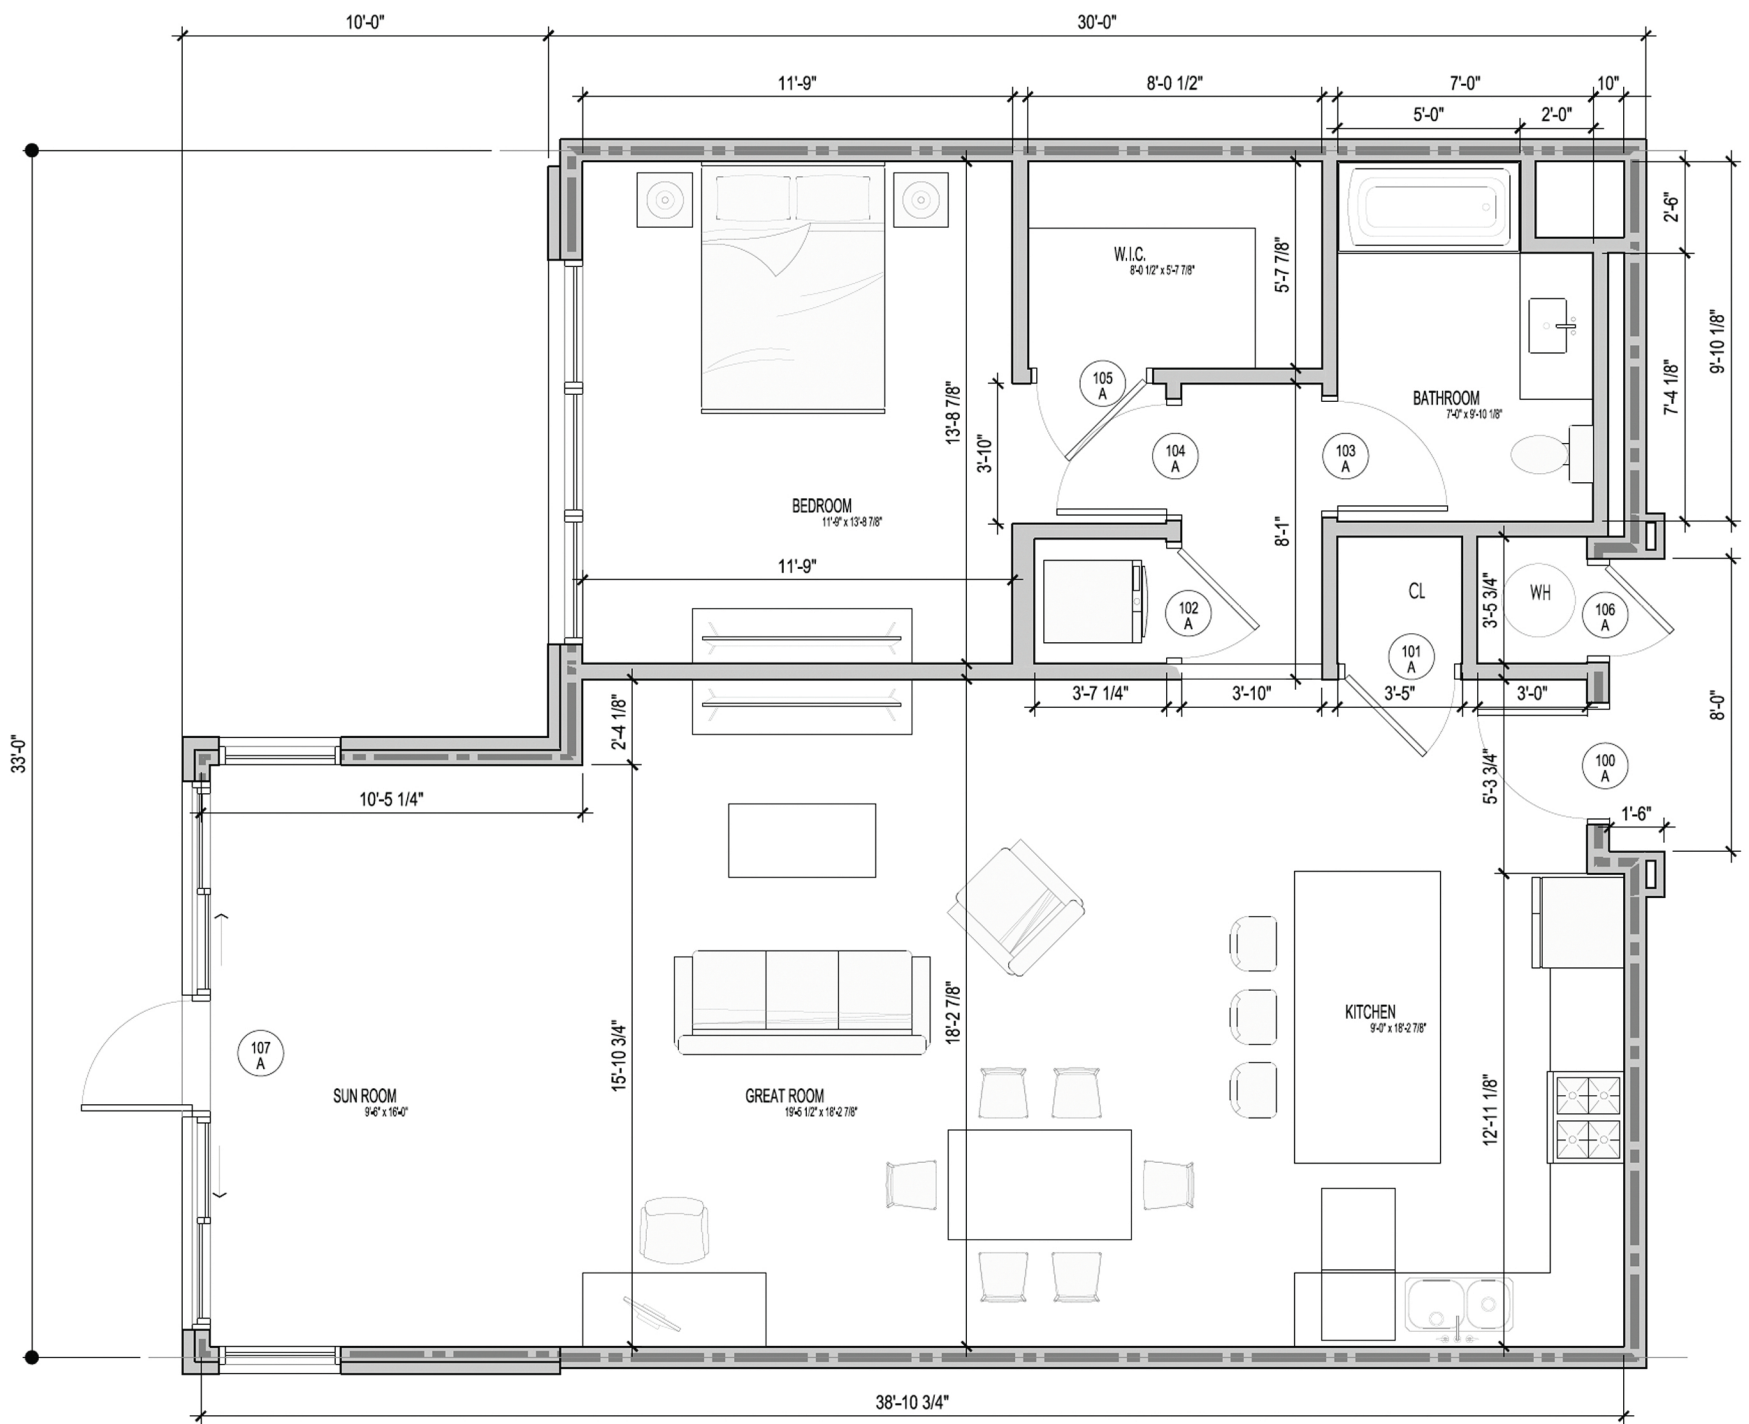 10'-0"
30'-0"
11'-9"
8'-0 1/2"
7'-0"
10"
5'-0"
2'-0"
2'-6"
W.I.C.
8'-0 1/2" x 5'-7 7/8"
5'-7 7/8"
9'-10 1/8"
7'-4 1/8"
105
A
BATHROOM
7'-0" x 9'-10 1/8"
13'-8 7/8"
3'-10"
104
A
103
A
BEDROOM
11'-9" x 13'-8 7/8"
8'-1"
11'-9"
CL
WH
3'-5 3/4"
102
A
106
A
101
A
3'-7 1/4"
3'-10"
3'-5"
3'-0"
8'-0"
2'-4 1/8"
33'-0"
5'-3 3/4"
100
A
10'-5 1/4"
1'-6"
18'-2 7/8"
KITCHEN
9'-0" x 18'-2 7/8"
107
A
15'-10 3/4"
SUN ROOM
9'-6" x 16'-0"
GREAT ROOM
19'-5 1/2" x 18'-2 7/8"
12'-11 1/8"
38'-10 3/4"